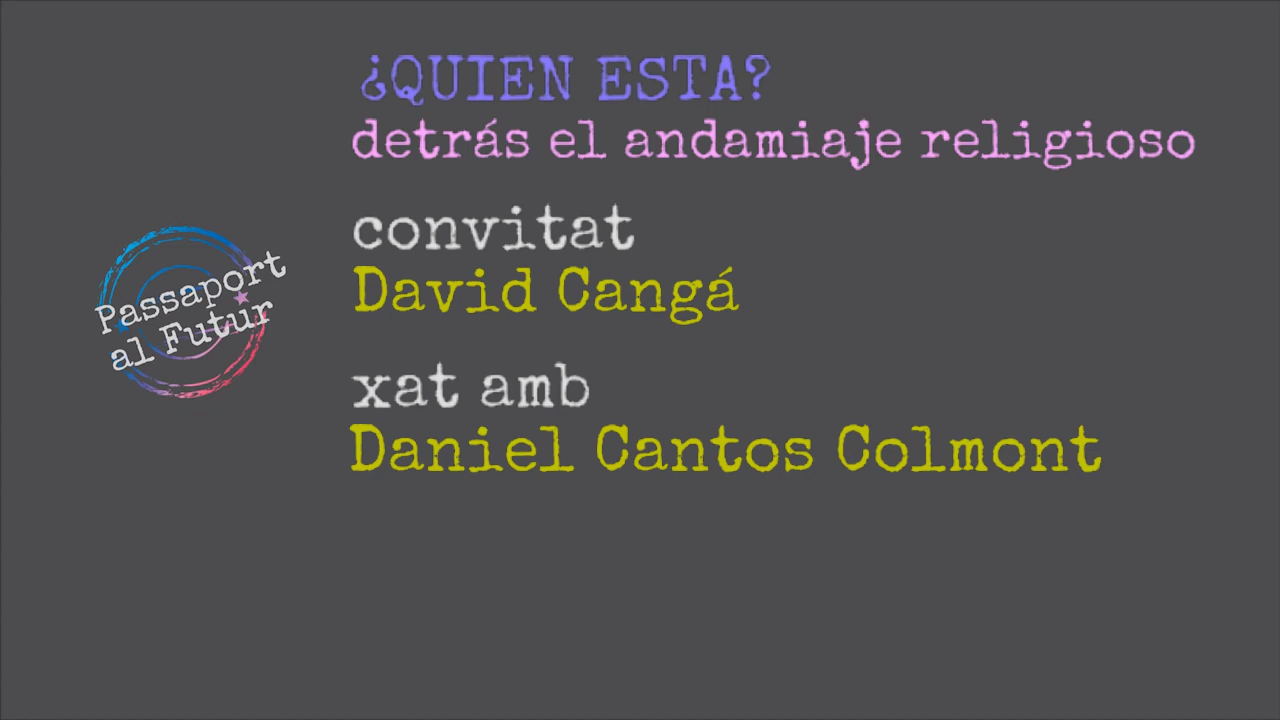 ¿QUIEN ESTA?
detrás el andamiaje religioso
convitat
David Cangá
Passaport
al Futur
xat amb
Daniel Cantos Colmont